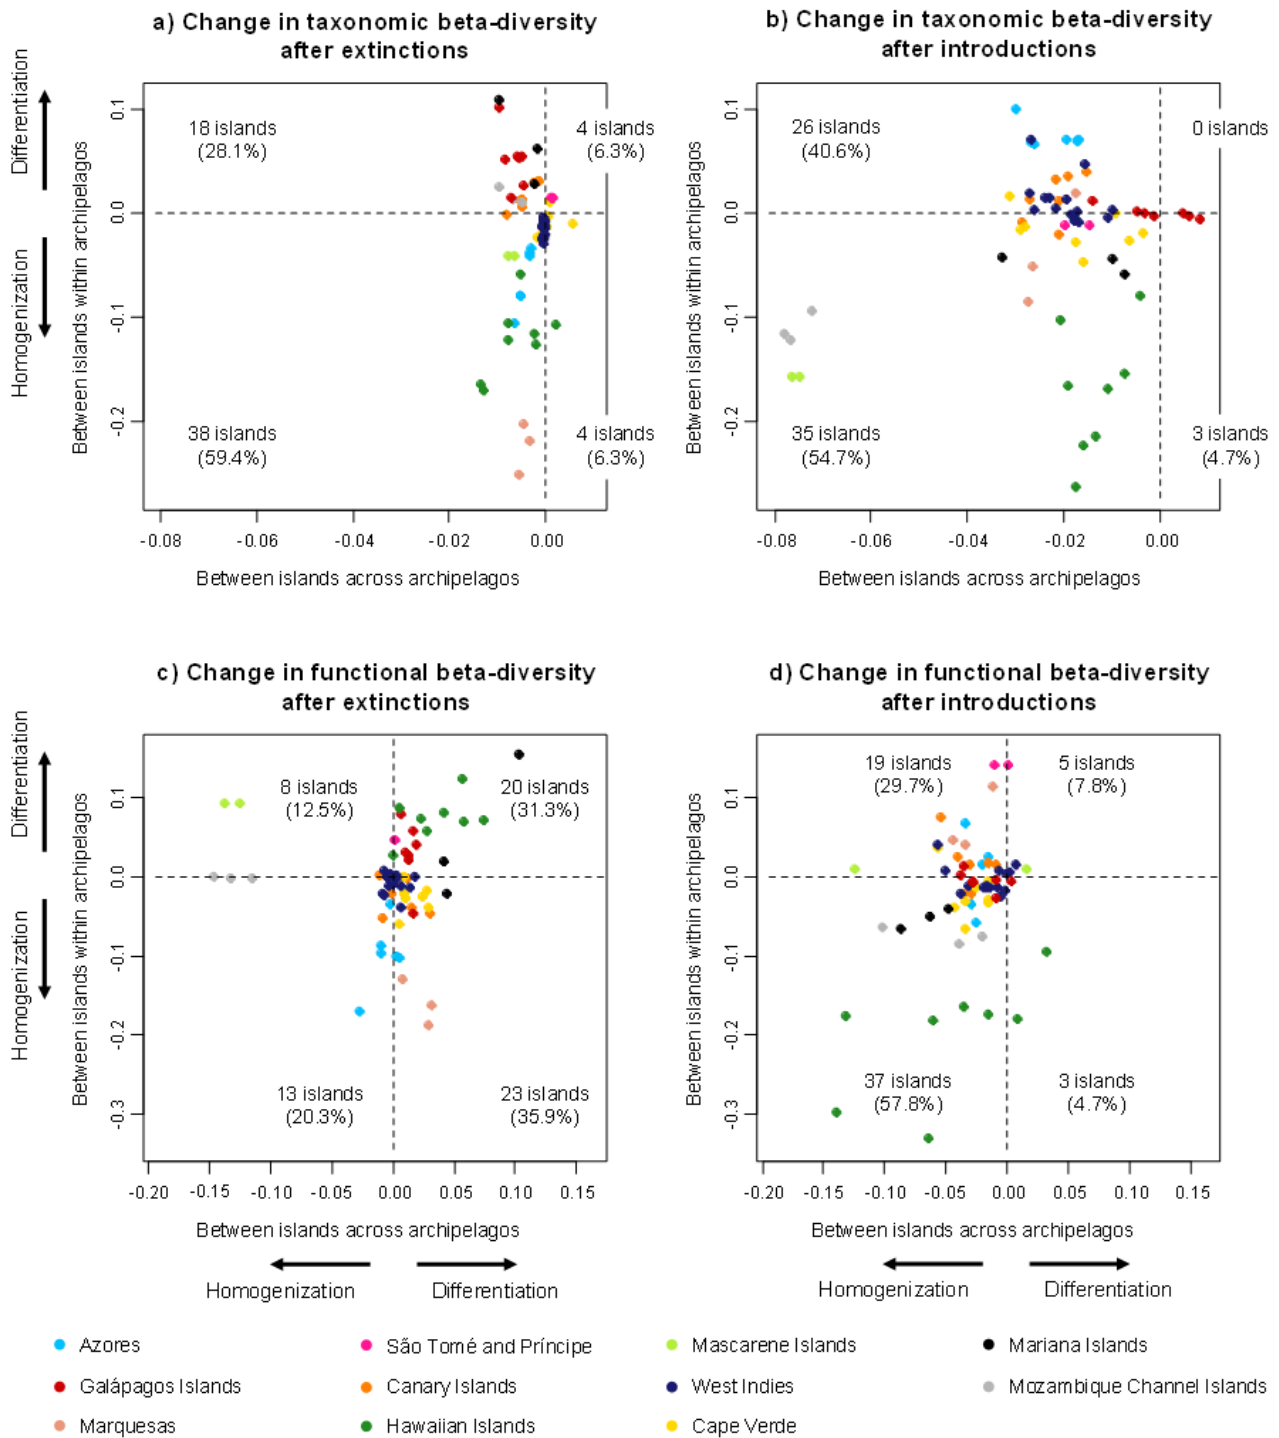 a) Change in taxonomic beta-diversity
after extinctions
b) Change in taxonomic beta-diversity
after introductions
Differentiation
Homogenization
Between islands within archipelagos
0.1
0.0
-0.1
-0.2
18 islands
(28.1%)
4 islands
(6.3%)
38 islands
(59.4%)
4 islands
(6.3%)
-0.08 -0.06 -0.04 -0.02 0.00
Between islands across archipelagos
Between islands within archipelagos
0.1
0.0
-0.1
-0.2
26 islands
(40.6%)
0 islands
35 islands
(54.7%)
3 islands
(4.7%)
-0.08 -0.06 -0.04 -0.02 0.00
Between islands across archipelagos
c) Change in functional beta-diversity
after extinctions
d) Change in functional beta-diversity
after introductions
Differentiation
Homogenization
Between islands within archipelagos
0.1
0.0
-0.1
-0.2
-0.3
8 islands
(12.5%)
20 islands
(31.3%)
13 islands
(20.3%)
23 islands
(35.9%)
-0.20 -0.15 -0.10 -0.05 0.00 0.05 0.10 0.15
Between islands across archipelagos
Homogenization Differentiation
Between islands within archipelagos
0.1
0.0
-0.1
-0.2
-0.3
19 islands
(29.7%)
5 islands
(7.8%)
37 islands
(57.8%)
3 islands
(4.7%)
-0.20 -0.15 -0.10 -0.05 0.00 0.05 0.10 0.15
Between islands across archipelagos
Homogenization Differentiation
Azores São Tomé and Príncipe Mascarene Islands Mariana Islands
Galápagos Islands Canary Islands West Indies Mozambique Channel Islands
Marquesas Hawaiian Islands Cape Verde